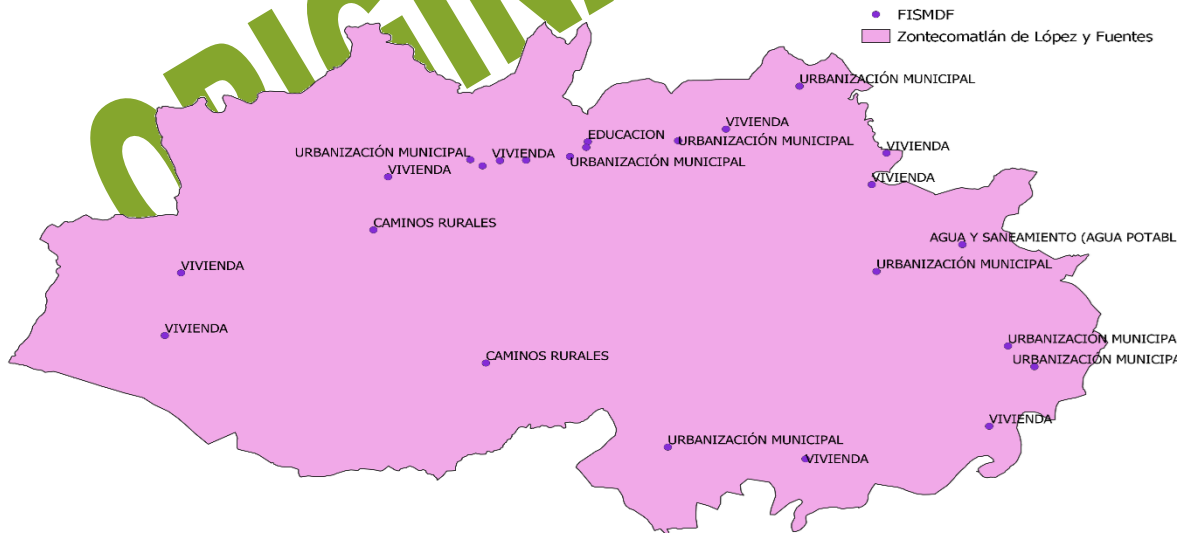 FISMDF
Zontecomatlán de López y Fuentes
URBANIZACIÓN MUNICIPAL
VIVIENDA
EDUCACION
URBANIZACIÓN MUNICIPAL
URBANIZACIÓN MUNICIPAL
VIVIENDA
URBANIZACIÓN MUNICIPAL
VIVIENDA
VIVIENDA
VIVIENDA
VIVIENDA
CAMINOS RURALES
AGUA Y SANEAMIENTO (AGUA POTABL
VIVIENDA
URBANIZACIÓN MUNICIPAL
VIVIENDA
URBANIZACIÓN MUNICIPA
CAMINOS RURALES
URBANIZACIÓN MUNICIPA
VIVIENDA
URBANIZACIÓN MUNICIPAL
VIVIENDA